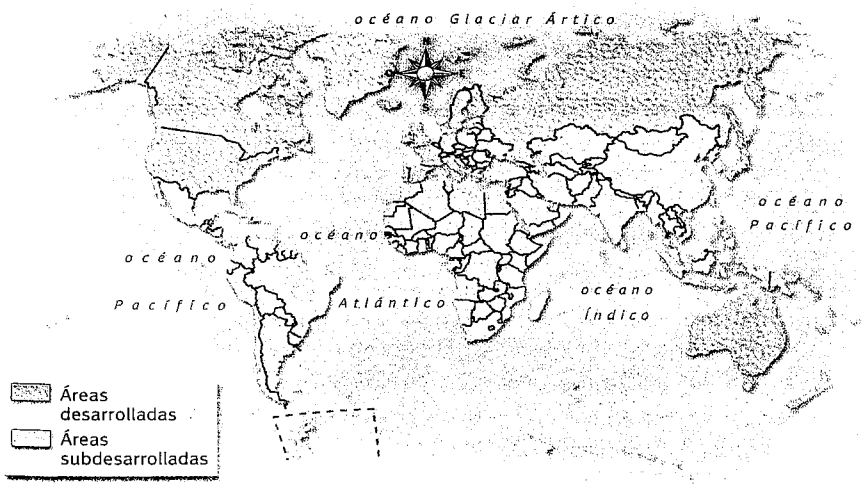 océano Glaciar Ártico
océano
Pacífico
océano
océano
Pacífico
Atlántico
océano
Índico
Áreas
desarrolladas
Áreas
subdesarrolladas